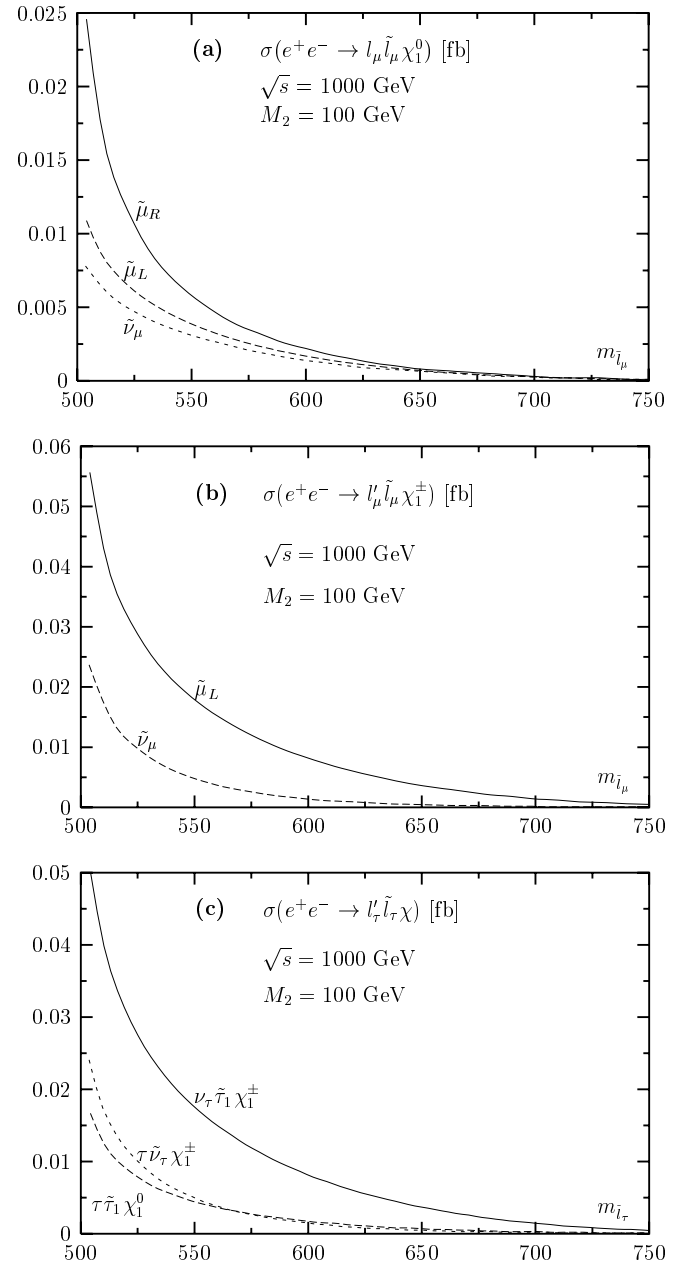 0.025
(a) σ(e⁺e⁻ → l_μ l̃_μ χ₁⁰) [fb]
0.02
√s = 1000 GeV
M₂ = 100 GeV
0.015
μ̃_R
0.01
μ̃_L
0.005
ν̃_μ
m_l̃_μ
0
500 550 600 650 700 750
0.06
(b) σ(e⁺e⁻ → l′_μ l̃_μ χ₁^±) [fb]
0.05
√s = 1000 GeV
0.04
M₂ = 100 GeV
0.03
0.02
μ̃_L
0.01
ν̃_μ
m_l̃_μ
0
500 550 600 650 700 750
0.05
(c) σ(e⁺e⁻ → l′_τ l̃_τ χ) [fb]
0.04
√s = 1000 GeV
M₂ = 100 GeV
0.03
0.02
ν_τ τ̃₁ χ₁^±
0.01
τ ν̃_τ χ₁^±
τ τ̃₁ χ₁⁰
m_l̃_τ
0
500 550 600 650 700 750